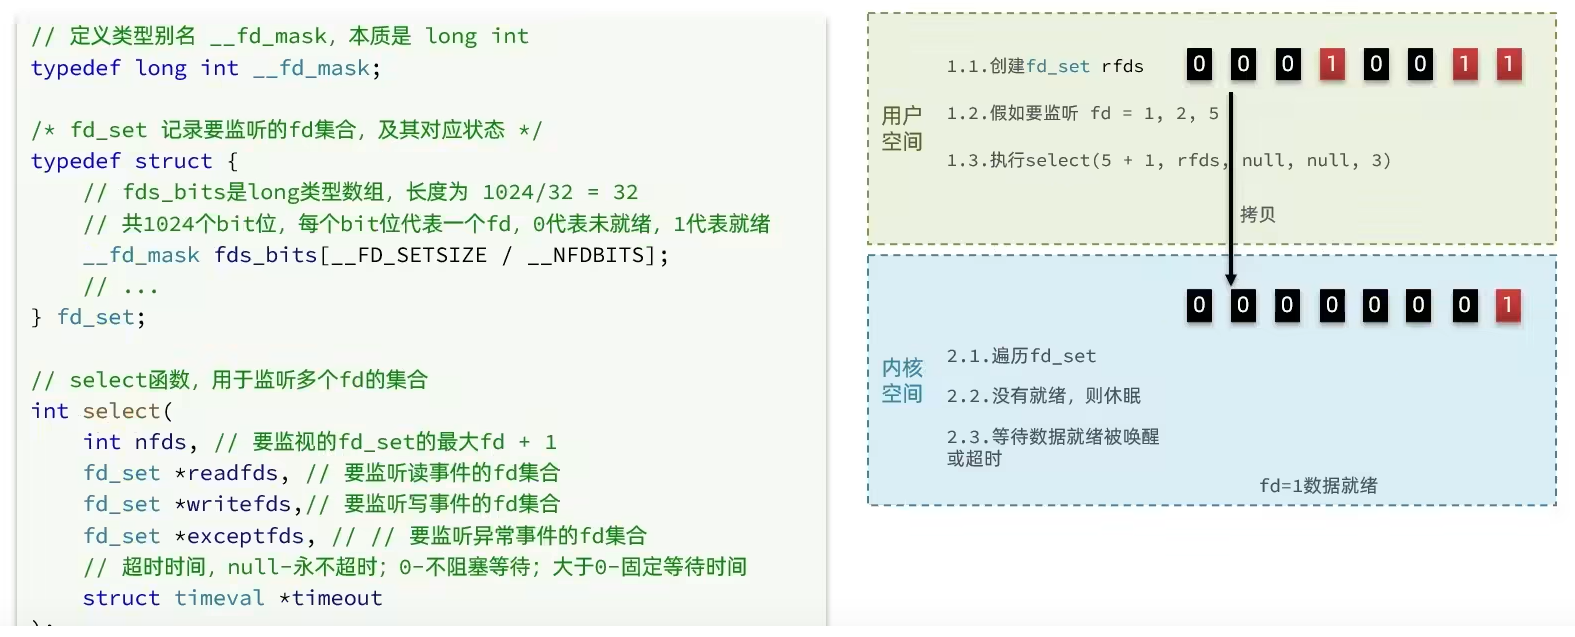 // 定义类型别名 __fd_mask，本质是 long int
typedef long int __fd_mask;
/* fd_set 记录要监听的fd集合，及其对应状态 */
typedef struct {
// fds_bits是long类型数组，长度为 1024/32 = 32
// 共1024个bit位，每个bit位代表一个fd，0代表未就绪，1代表就绪
__fd_mask fds_bits[__FD_SETSIZE / __NFDBITS];
// ...
} fd_set;
// select函数，用于监听多个fd的集合
int select(
int nfds, // 要监视的fd_set的最大fd + 1
fd_set *readfds, // 要监听读事件的fd集合
fd_set *writefds,// 要监听写事件的fd集合
fd_set *exceptfds, // // 要监听异常事件的fd集合
// 超时时间，null-永不超时；0-不阻塞等待；大于0-固定等待时间
struct timeval *timeout
用户
空间
1.1.创建fd_set rfds
0 0 0 1 0 0 1 1
1.2.假如要监听 fd = 1, 2, 5
1.3.执行select(5 + 1, rfds, null, null, 3)
拷贝
内核
空间
0 0 0 0 0 0 0 1
2.1.遍历fd_set
2.2.没有就绪，则休眠
2.3.等待数据就绪被唤醒
或超时
fd=1数据就绪